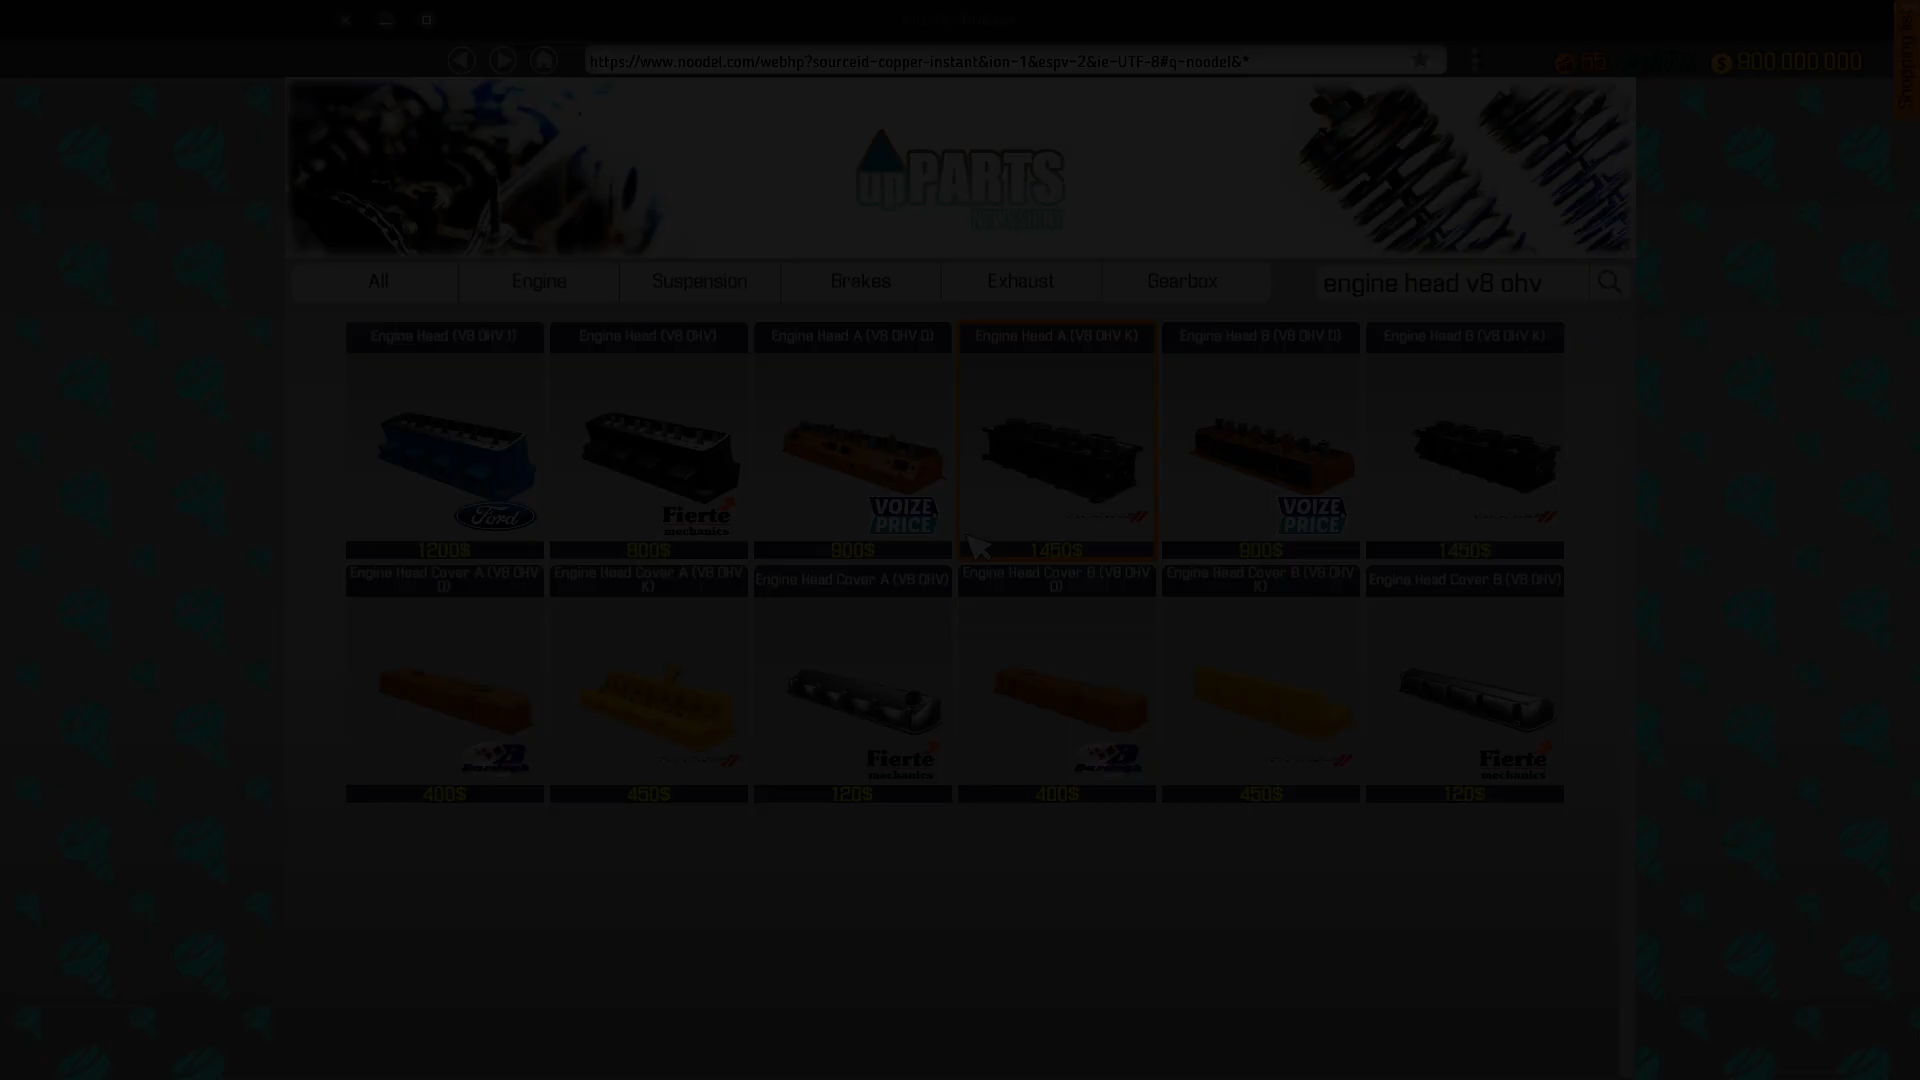 https://www.noodel.com/webhp?sourceid-copper-instant&ion-1&espv-2&ie-UTF-8#q-noodel&*
55
$ 900,000,000
Shopping list
upPARTS
All
Engine
Suspension
Brakes
Exhaust
Gearbox
engine head v8 ohv
Engine Head (V8 OHV I)
Engine Head (V8 OHV)
Engine Head A (V8 OHV D)
Engine Head A (V8 OHV K)
Engine Head B (V8 OHV D)
Engine Head B (V8 OHV K)
Ford
Fierte mechanics
VOIZE PRICE
VOIZE PRICE
1200$
800$
900$
1450$
900$
1450$
Engine Head Cover A (V8 OHV D)
Engine Head Cover A (V8 OHV K)
Engine Head Cover A (V8 OHV)
Engine Head Cover B (V8 OHV D)
Engine Head Cover B (V8 OHV K)
Engine Head Cover B (V8 OHV)
Fierte mechanics
Fierte mechanics
400$
450$
120$
400$
450$
120$